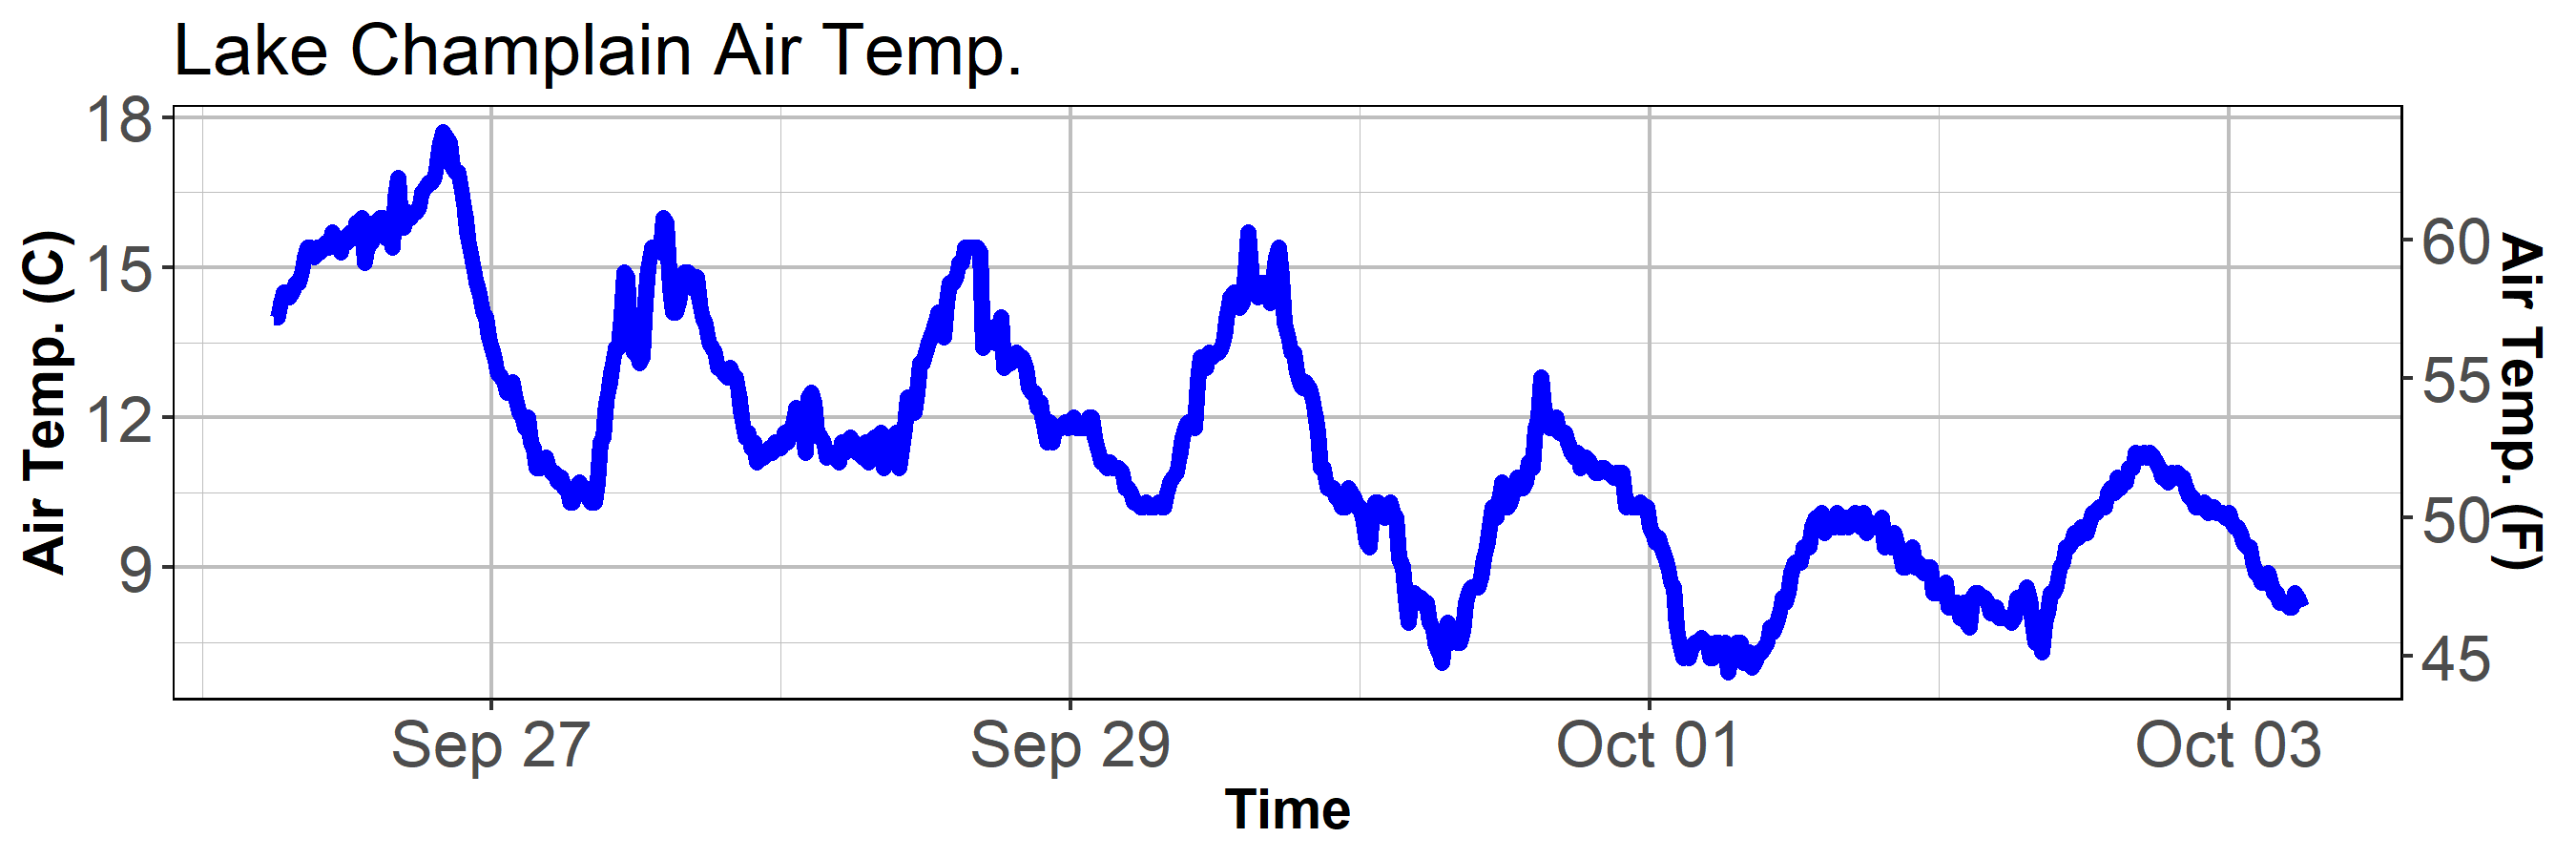 Lake Champlain Air Temp.
Air Temp. (C)
18
15
12
9
60
55
50
45
Air Temp. (F)
Sep 27 Sep 29 Oct 01 Oct 03
Time